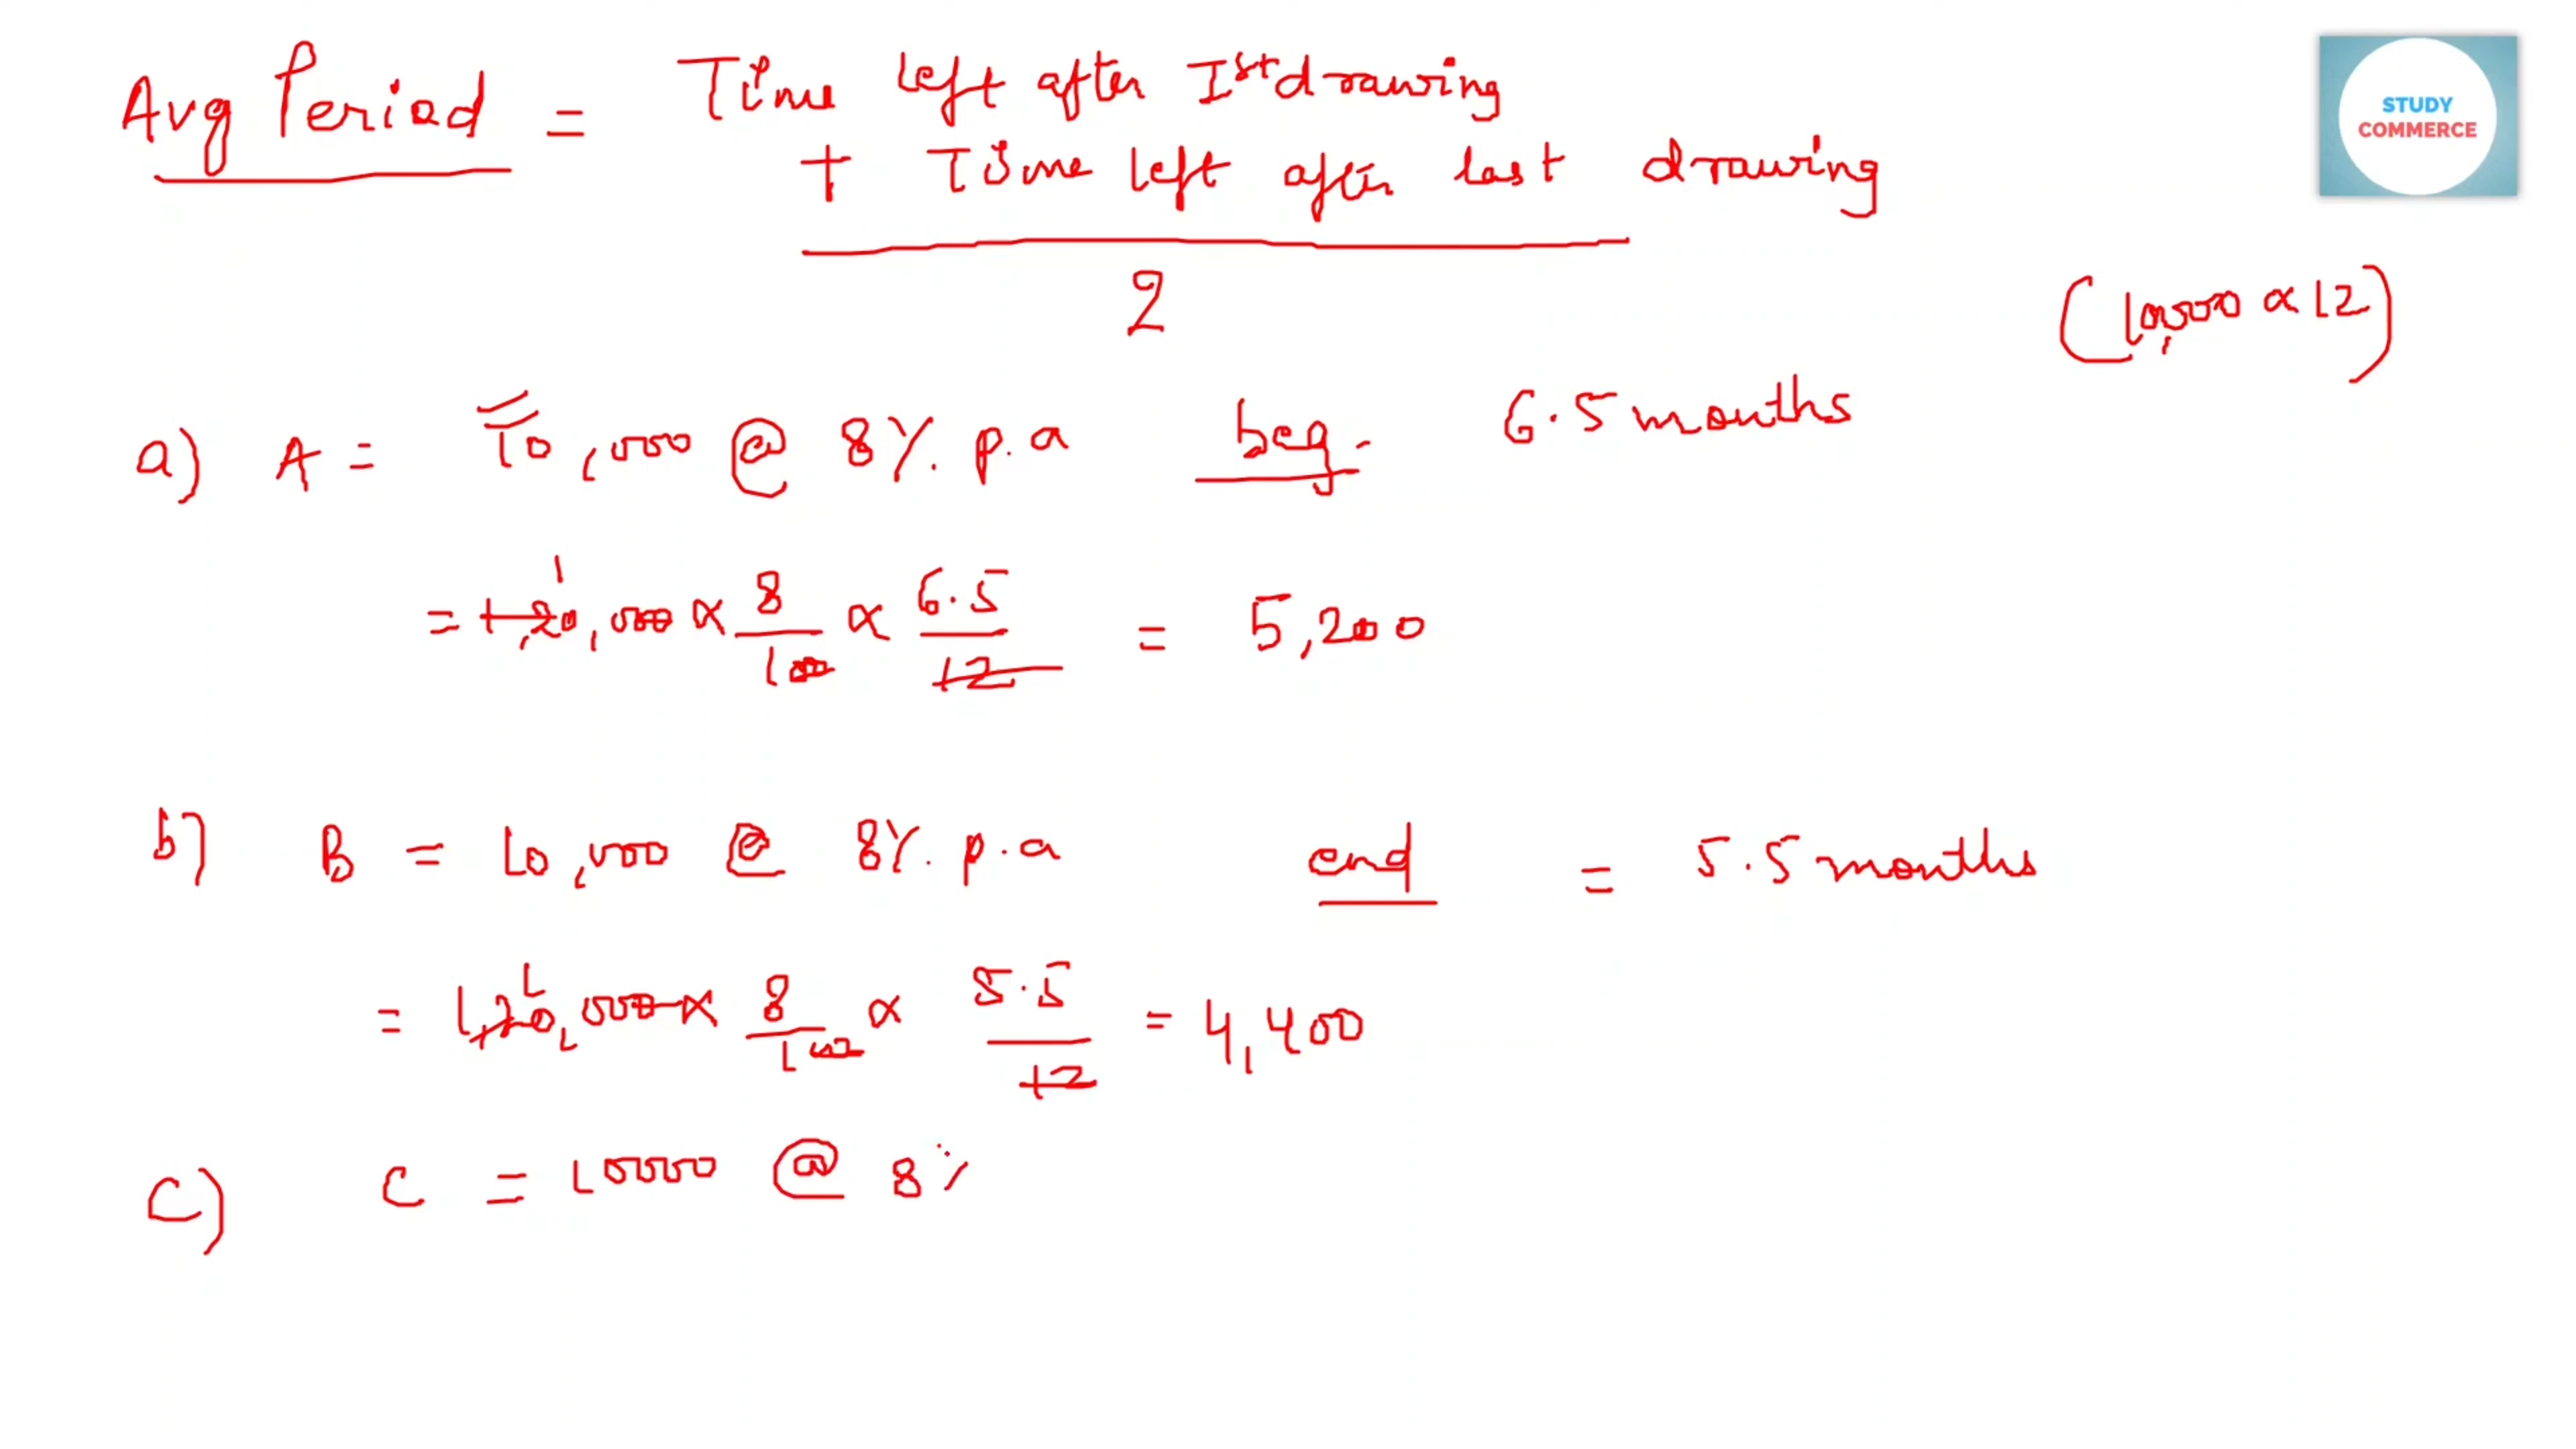 Avg Period = Time left after Ist drawing
+ Time left after last drawing
2
STUDY
COMMERCE
(10,000 × 12)
a) A = 10,000 @ 8%. p.a beg. 6.5 months
= 1,20,000 × 8/100 × 6.5/12 = 5,200
b) B = 10,000 @ 8%. p.a end = 5.5 months
= 1,20,000 × 8/100 × 5.5/12 = 4,400
C) C = 10000 @ 8%